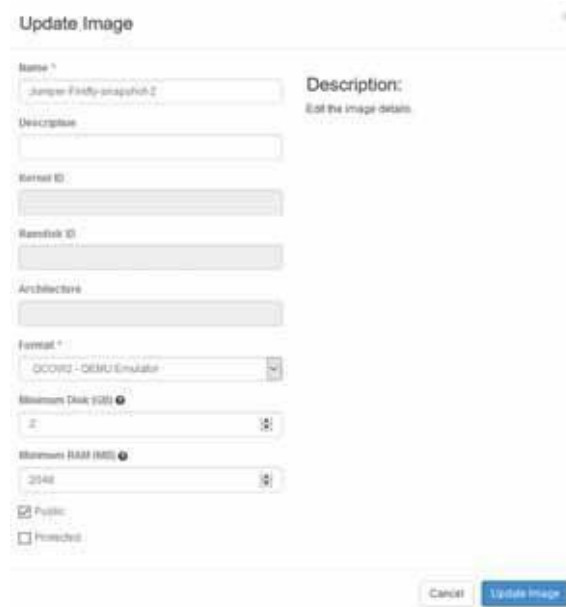 Update Image
Name *
Juniper-Firefly-snapshot-2
Description:
Edit the image details.
Description
Kernel ID
Ramdisk ID
Architecture
Format *
QCOW2 - QEMU Emulator
Minimum Disk (GB)
2
Minimum RAM (MB)
2048
Public
Protected
Cancel
Update Image